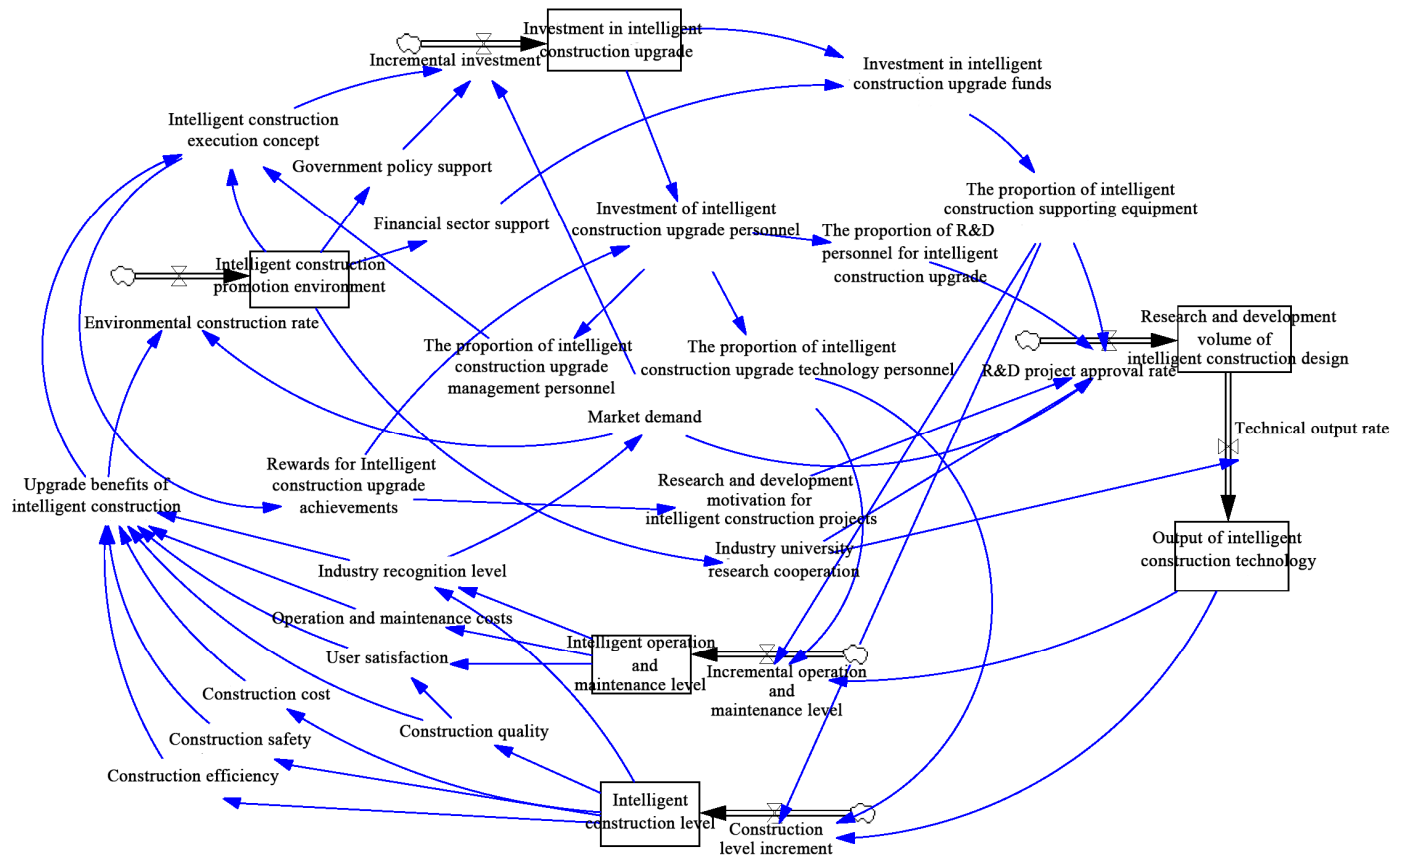 Investment in intelligent
construction upgrade
Incremental investment
Investment in intelligent
construction upgrade funds
Intelligent construction
execution concept
Government policy support
The proportion of intelligent
construction supporting equipment
Financial sector support
Investment of intelligent
construction upgrade personnel
The proportion of R&D
personnel for intelligent
construction upgrade
Intelligent construction
promotion environment
Environmental construction rate
Research and development
volume of
intelligent construction design
R&D project approval rate
The proportion of intelligent
construction upgrade
management personnel
The proportion of intelligent
construction upgrade technology personnel
Market demand
Technical output rate
Rewards for Intelligent
construction upgrade
achievements
Upgrade benefits of
intelligent construction
Research and development
motivation for
intelligent construction projects
Industry university
research cooperation
Output of intelligent
construction technology
Industry recognition level
Operation and maintenance costs
User satisfaction
Intelligent operation
and
maintenance level
Incremental operation
and
maintenance level
Construction cost
Construction quality
Construction safety
Construction efficiency
Intelligent
construction level
Construction
level increment